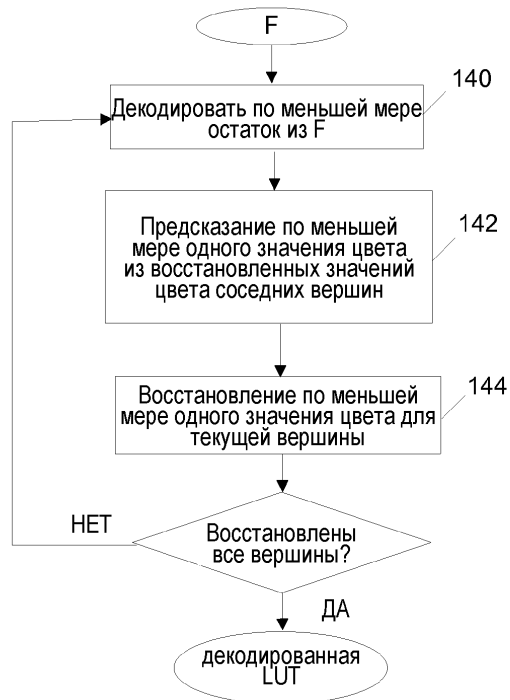 F
140
Декодировать по меньшей мере
остаток из F
142
Предсказание по меньшей
мере одного значения цвета
из восстановленных значений
цвета соседних вершин
144
Восстановление по меньшей
мере одного значения цвета для
текущей вершины
НЕТ
Восстановлены
все вершины?
ДА
декодированная
LUT